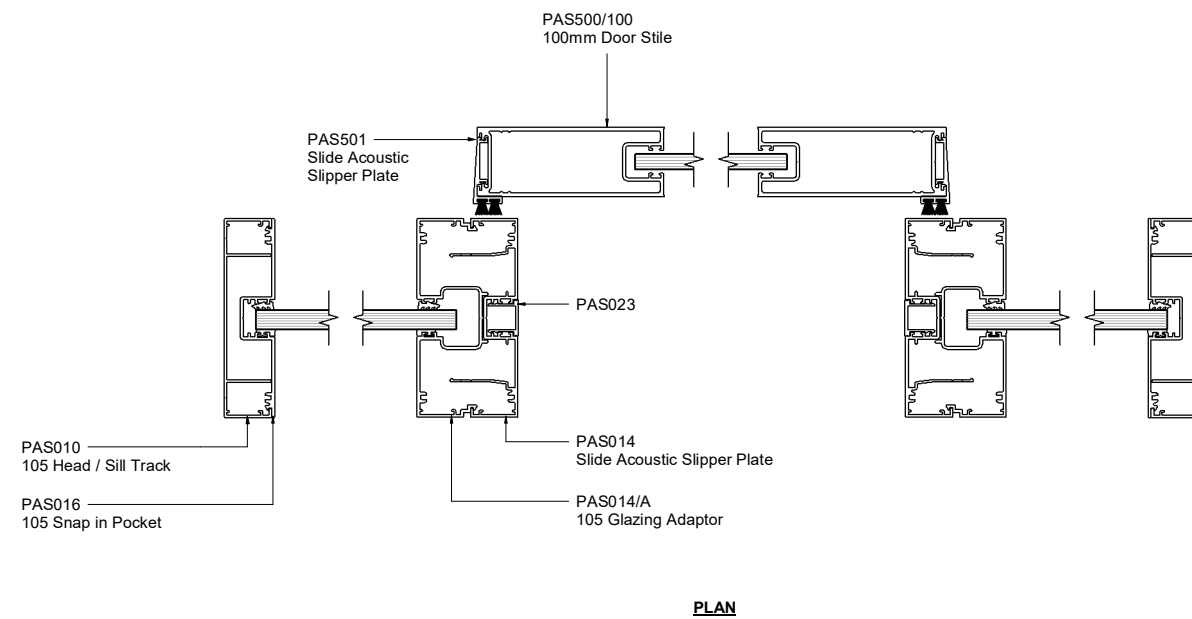 PAS500/100
100mm Door Stile
PAS501
Slide Acoustic
Slipper Plate
PAS023
PAS010
105 Head / Sill Track
PAS014
Slide Acoustic Slipper Plate
PAS016
105 Snap in Pocket
PAS014/A
105 Glazing Adaptor
PLAN